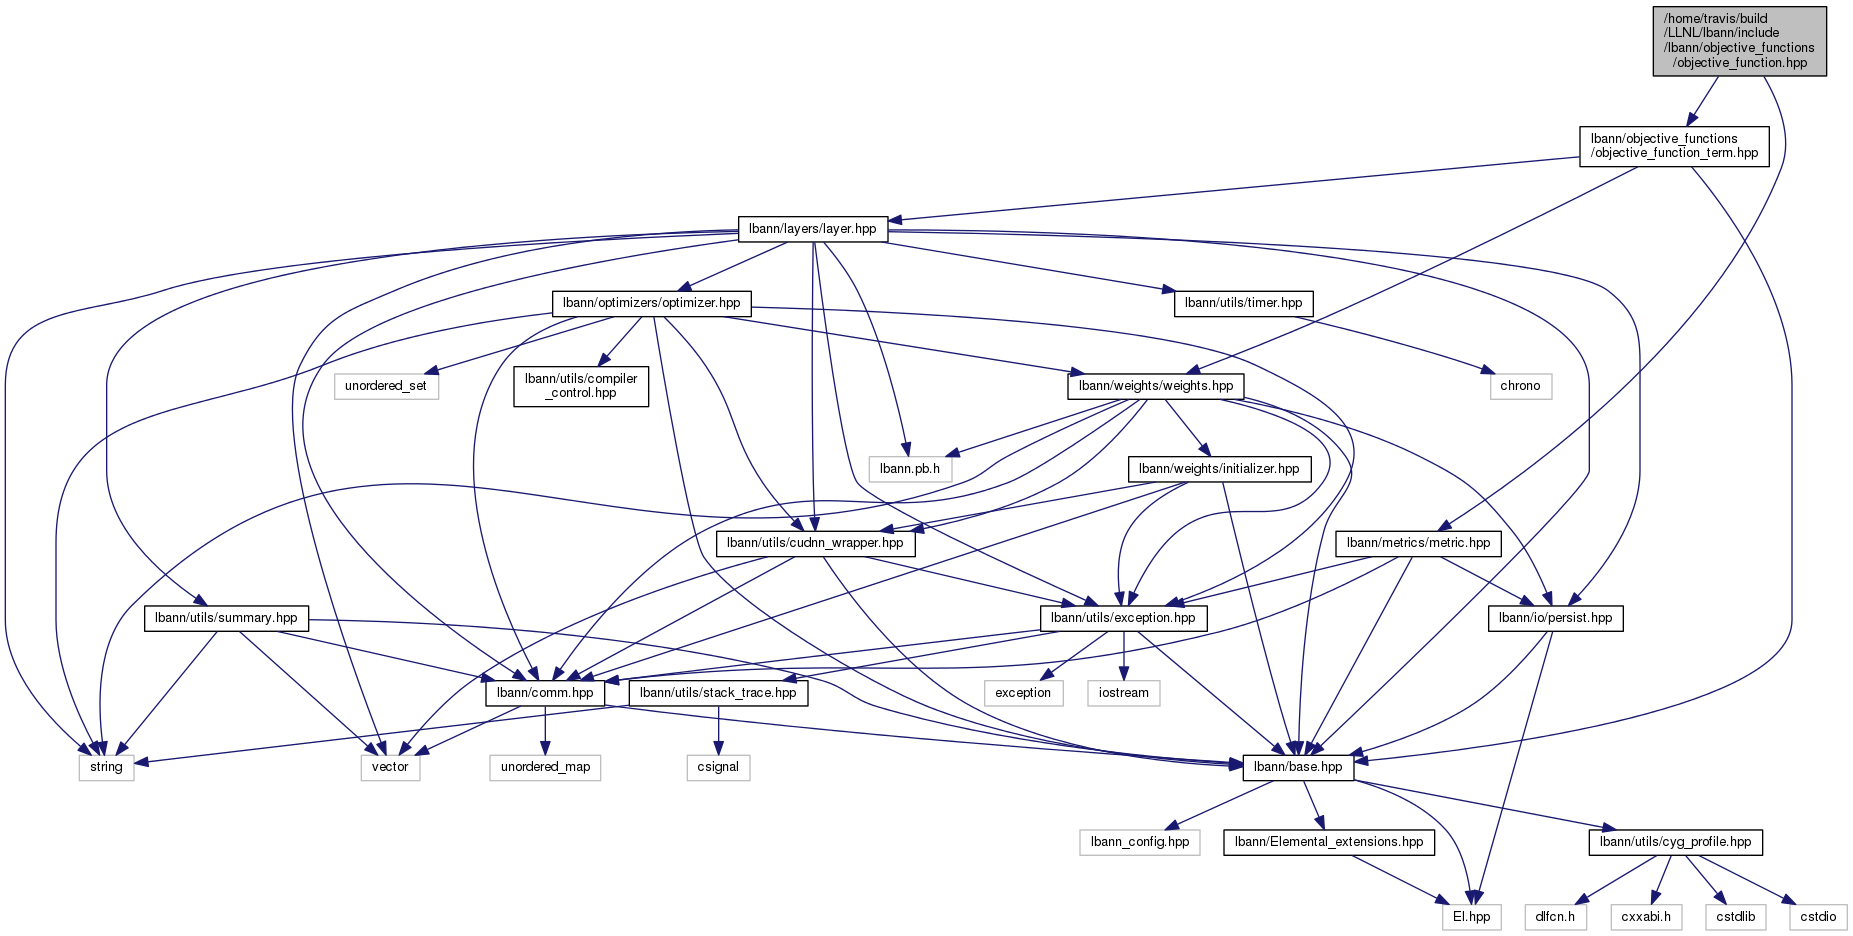 /home/travis/build
/LLNL/lbann/include
/lbann/objective_functions
/objective_function.hpp
lbann/objective_functions
/objective_function_term.hpp
lbann/layers/layer.hpp
lbann/optimizers/optimizer.hpp
lbann/utils/timer.hpp
unordered_set
lbann/utils/compiler
_control.hpp
lbann/weights/weights.hpp
chrono
lbann.pb.h
lbann/weights/initializer.hpp
lbann/utils/cudnn_wrapper.hpp
lbann/metrics/metric.hpp
lbann/utils/summary.hpp
lbann/utils/exception.hpp
lbann/io/persist.hpp
lbann/comm.hpp
lbann/utils/stack_trace.hpp
exception
iostream
string
vector
unordered_map
csignal
lbann/base.hpp
lbann_config.hpp
lbann/Elemental_extensions.hpp
lbann/utils/cyg_profile.hpp
El.hpp
dlfcn.h
cxxabi.h
cstdlib
cstdio